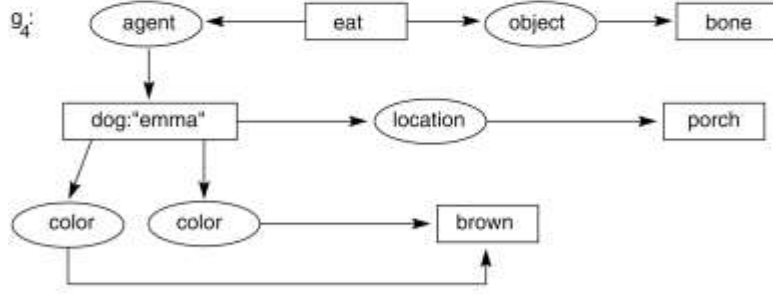 g4: agent eat object bone
dog:"emma" location porch
color color brown